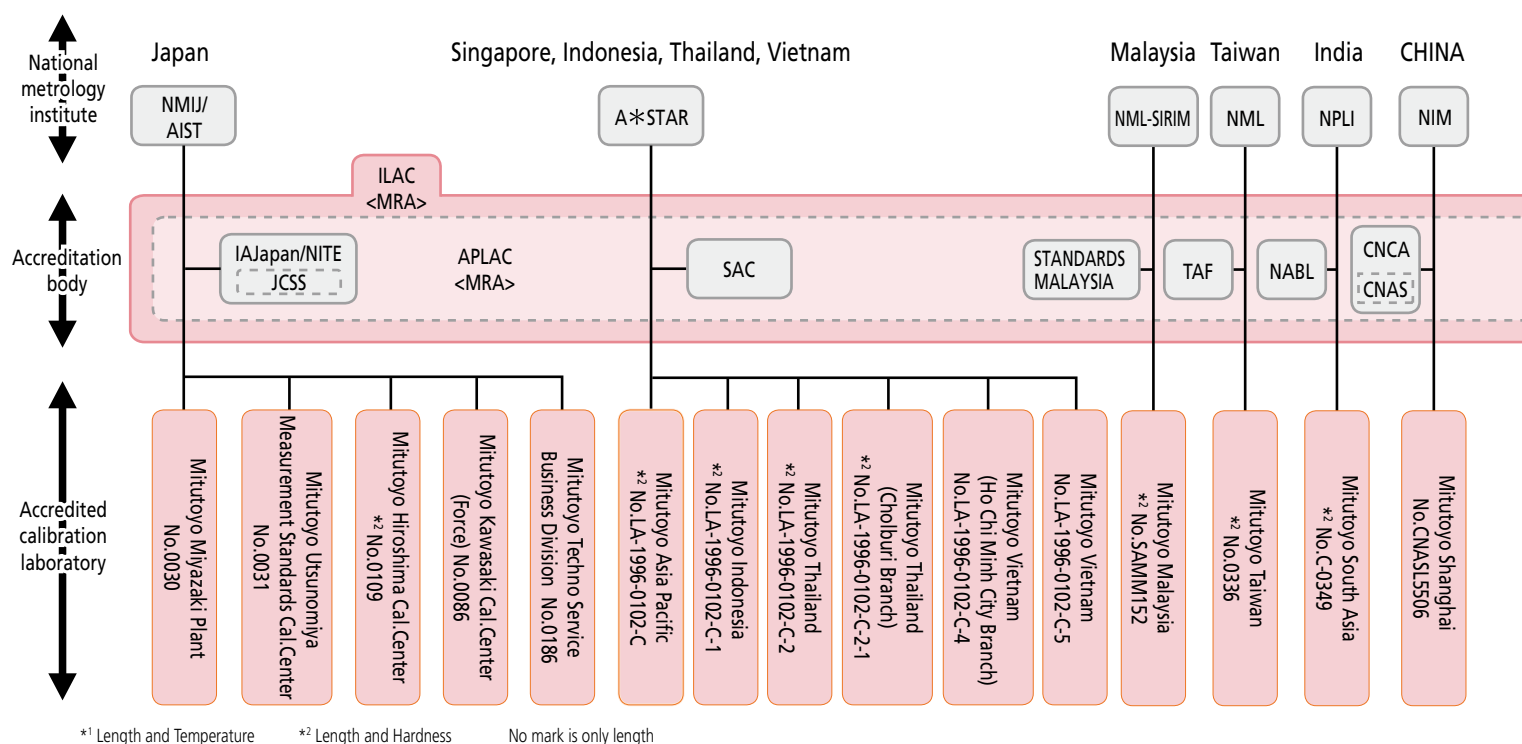 Japan
Singapore, Indonesia, Thailand, Vietnam
Malaysia
Taiwan
India
CHINA
National
metrology
institute
NMIJ/
AIST
A＊STAR
NML-SIRIM
NML
NPLI
NIM
ILAC
<MRA>
Accreditation
body
IAJapan/NITE
JCSS
APLAC
<MRA>
SAC
STANDARDS
MALAYSIA
TAF
NABL
CNCA
CNAS
Accredited
calibration
laboratory
Mitutoyo Miyazaki Plant
No.0030
Mitutoyo Utsunomiya
Measurement Standards Cal.Center
No.0031
Mitutoyo Hiroshima Cal.Center
*2 No.0109
Mitutoyo Kawasaki Cal.Center
(Force) No.0086
Mitutoyo Techno Service
Business Division No.0186
Mitutoyo Asia Pacific
*2 No.LA-1996-0102-C
Mitutoyo Indonesia
*2 No.LA-1996-0102-C-1
Mitutoyo Thailand
*2 No.LA-1996-0102-C-2
Mitutoyo Thailand
(Cholburi Branch)
*2 No.LA-1996-0102-C-2-1
Mitutoyo Vietnam
(Ho Chi Minh City Branch)
No.LA-1996-0102-C-4
Mitutoyo Vietnam
No.LA-1996-0102-C-5
Mitutoyo Malaysia
*2 No.SAMM152
Mitutoyo Taiwan
*2 No.0336
Mitutoyo South Asia
*2 No.C-0349
Mitutoyo Shanghai
No.CNASL5506
*1 Length and Temperature *2 Length and Hardness No mark is only length